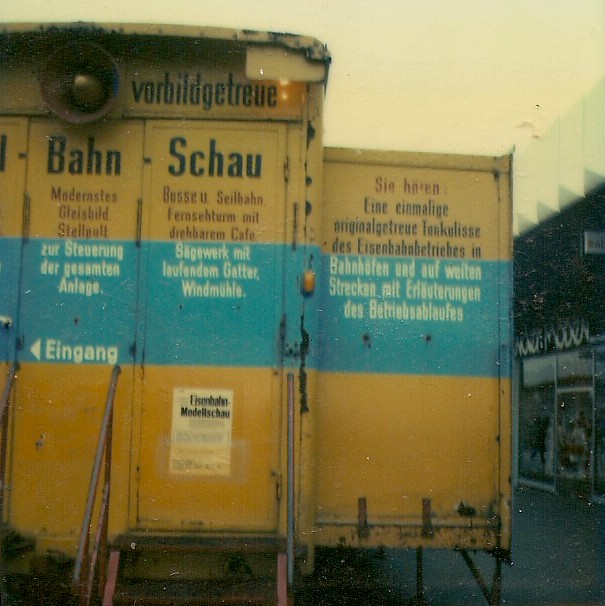 vorbildgetreue
Bahn
Schau
Modernstes
Gleisbild.
Stellpult
zur Steuerung
der gesamten
Anlage.
Eingang
Busse u. Seilbahn.
Fernsehturm mit
drehbarem Cafe.
Sägewerk mit
laufendem Gatter.
Windmühle.
Eisenbahn-
Modellschau
Sie hören:
Eine einmalige
originalgetreue Tonkulisse
des Eisenbahnbetriebes in
Bahnhöfen und auf weiten
Strecken mit Erläuterungen
des Betriebsablaufes